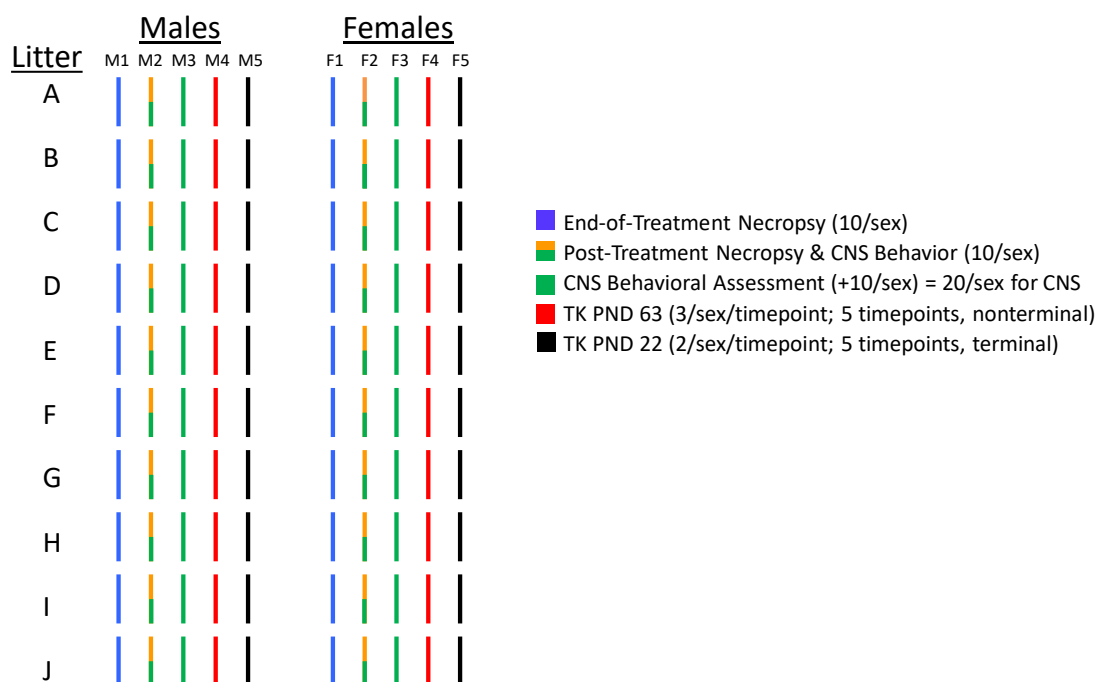 Males Females
Litter M1 M2 M3 M4 M5 F1 F2 F3 F4 F5
A
B
C
End-of-Treatment Necropsy (10/sex)
Post-Treatment Necropsy & CNS Behavior (10/sex)
D
CNS Behavioral Assessment (+10/sex) = 20/sex for CNS
TK PND 63 (3/sex/timepoint; 5 timepoints, nonterminal)
E
TK PND 22 (2/sex/timepoint; 5 timepoints, terminal)
F
G
H
I
J